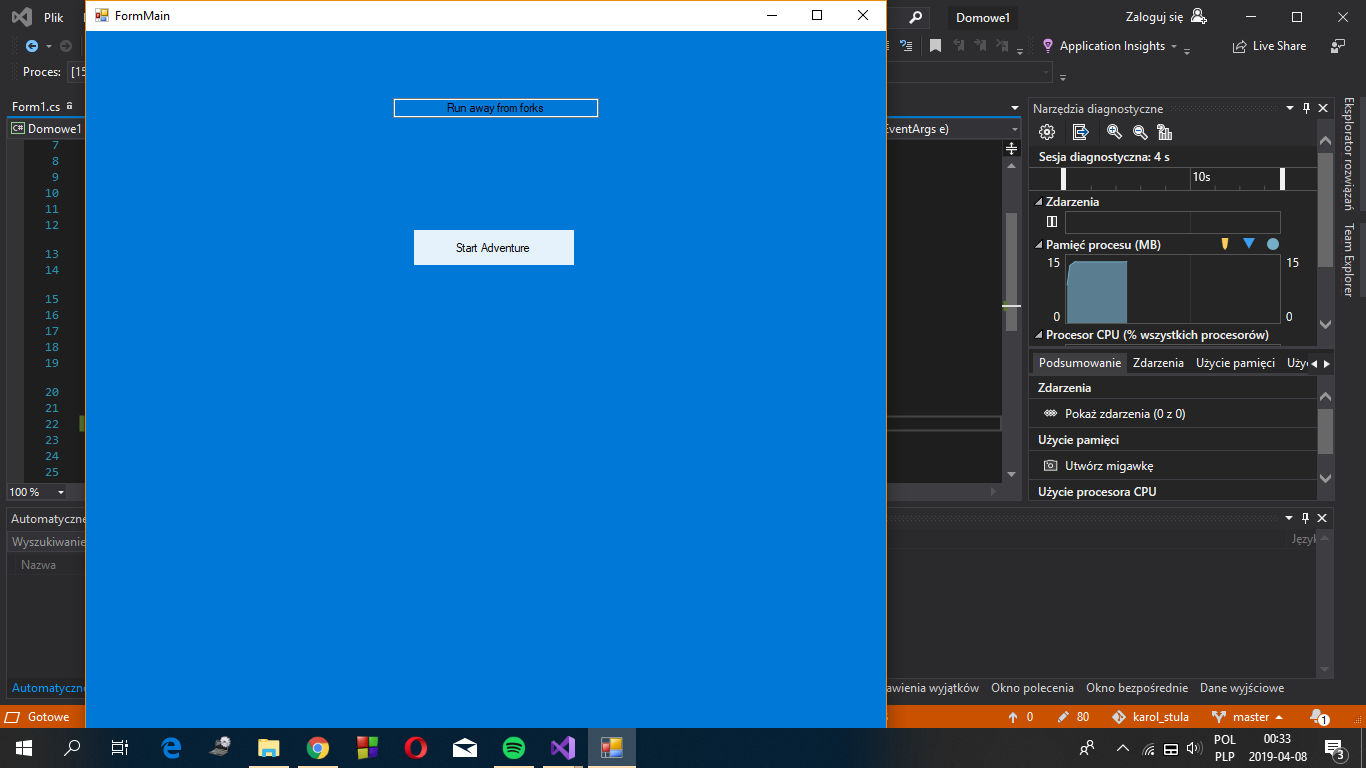 Plik
FormMain
Domowe1
Zaloguj się
Application Insights
Live Share
Proces:
[15
Form1.cs
Domowe1
EventArgs e)
Run away from forks
Start Adventure
7
8
9
10
11
12
13
14
15
16
17
18
19
20
21
22
23
24
25
100 %
Narzędzia diagnostyczne
Sesja diagnostyczna: 4 s
10s
Zdarzenia
Pamięć procesu (MB)
15
15
0
0
Procesor CPU (% wszystkich procesorów)
Podsumowanie Zdarzenia Użycie pamięci Użyc
Zdarzenia
Pokaż zdarzenia (0 z 0)
Użycie pamięci
Utwórz migawkę
Użycie procesora CPU
Eksplorator rozwiązań
Team Explorer
Automatyczne
Wyszukiwanie
Nazwa
Język
Automatyczne
awienia wyjątków Okno polecenia Okno bezpośrednie Dane wyjściowe
Gotowe
0 80 karol_stula master 1
POL
PLP
00:33
2019-04-08
3